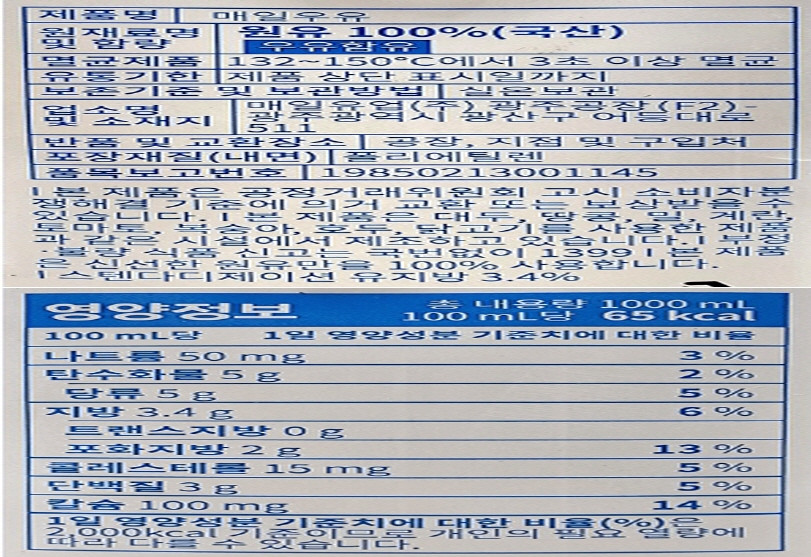 제품명 매일우유
원재료명 및 함량 원유 100%(국산)
우유함유
멸균제품 132~150°C에서 3초 이상 멸균
유통기한 제품 상단 표시일까지
보존기준 및 보관방법 실온보관
업소명 및 소재지 매일유업(주) 광주공장(F2)-
광주광역시 광산구 어등대로
511
반품 및 교환장소 공장, 지점 및 구입처
포장재질(내면) 폴리에틸렌
품목보고번호 19850213001145
I 본 제품은 공정거래위원회 고시 소비자분
쟁해결 기준에 의거 교환 또는 보상받을 수
있습니다. I 본 제품은 대두, 땅콩, 밀, 계란,
토마토, 복숭아, 호두, 닭고기를 사용한 제품
과 같은 시설에서 제조하고 있습니다. I 부정
·불량 식품 신고는 국번없이 1399 I 본 제품
은 신선한 원유만을 100% 사용합니다.
I 스텐다디제이션 유지방 3.4%
영양정보 총 내용량 1000 mL
100 mL당 65 kcal
100 mL당 1일 영양성분 기준치에 대한 비율
나트륨 50 mg 3 %
탄수화물 5 g 2 %
당류 5 g 5 %
지방 3.4 g 6 %
트랜스지방 0 g
포화지방 2 g 13 %
콜레스테롤 15 mg 5 %
단백질 3 g 5 %
칼슘 100 mg 14 %
1일 영양성분 기준치에 대한 비율(%)은
2,000kcal 기준이므로 개인의 필요 열량에
따라 다를 수 있습니다.